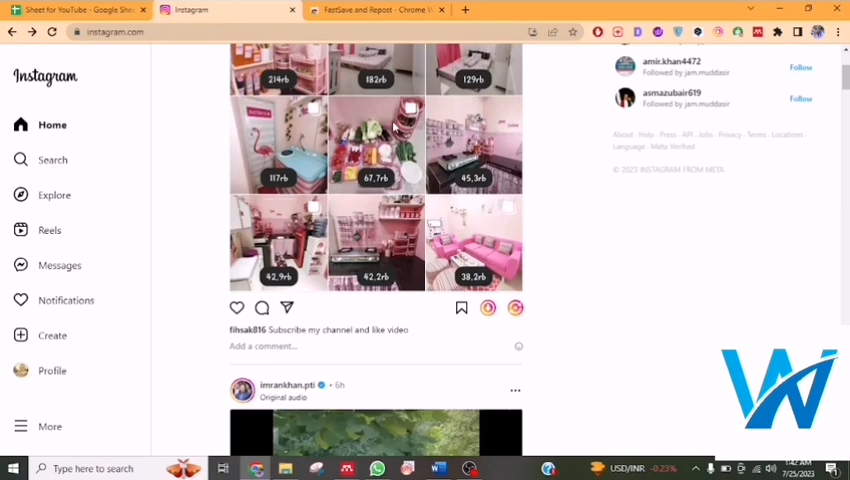 Sheet for YouTube - Google Shee
Instagram
FastSave and Repost - Chrome W
instagram.com
Instagram
Home
Search
Explore
Reels
Messages
Notifications
Create
Profile
More
214rb
182rb
129rb
117rb
67,7rb
45,3rb
42,9rb
42,2rb
38,2rb
fihsak816 Subscribe my channel and like video
Add a comment...
imrankhan.pti • 6h
Original audio
amir.khan4472
Followed by jam.muddasir
Follow
asmazubair619
Followed by jam.muddasir
Follow
About · Help · Press · API · Jobs · Privacy · Terms · Locations ·
Language · Meta Verified
© 2023 INSTAGRAM FROM META
W
Type here to search
USD/INR -0.23%
1:42 AM
7/25/2023